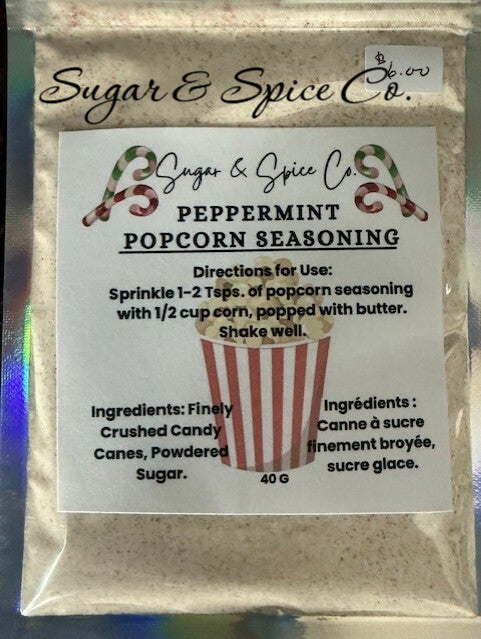 $6.00
Sugar & Spice Co.
Sugar & Spice Co.
PEPPERMINT
POPCORN SEASONING
Directions for Use:
Sprinkle 1-2 Tsps. of popcorn seasoning
with 1/2 cup corn, popped with butter.
Shake well.
Ingredients: Finely
Crushed Candy
Canes, Powdered
Sugar.
Ingrédients :
Canne à sucre
finement broyée,
sucre glace.
40 G